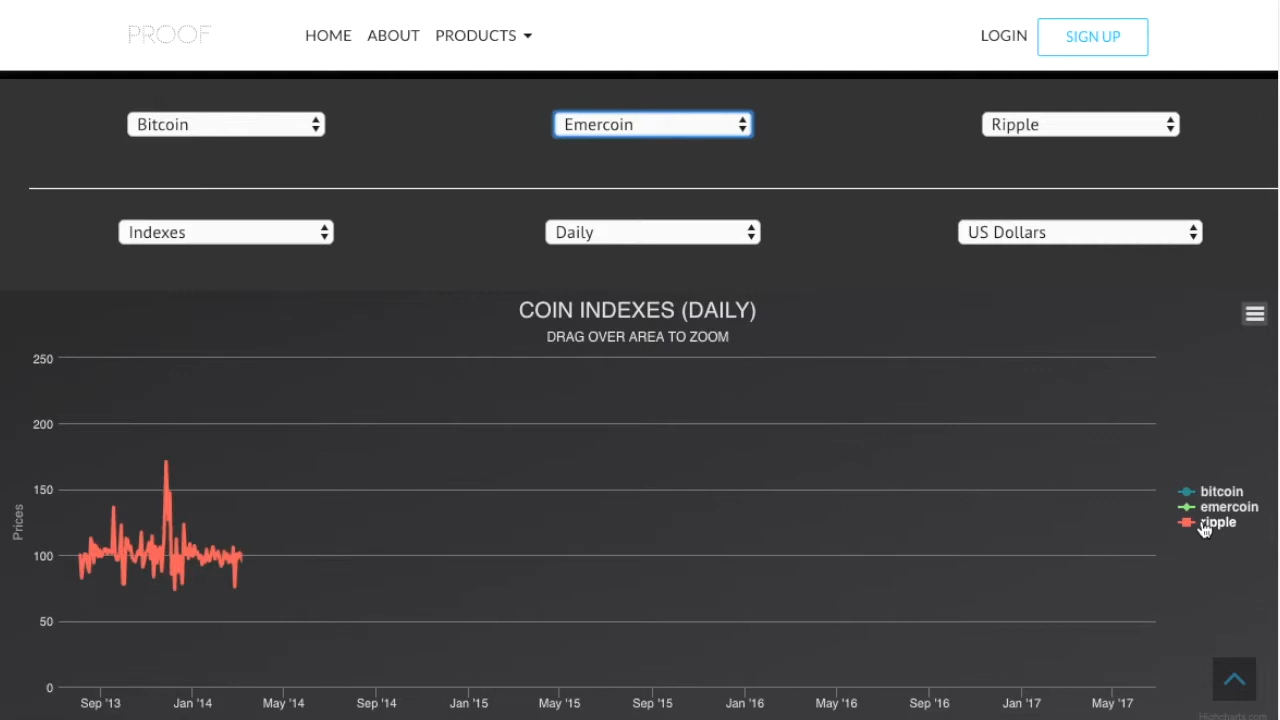 PROOF HOME ABOUT PRODUCTS LOGIN SIGN UP
Bitcoin Emercoin Ripple
Indexes Daily US Dollars
COIN INDEXES (DAILY)
DRAG OVER AREA TO ZOOM
250
200
150
100
50
0
Prices
bitcoin
emercoin
ripple
Sep '13 Jan '14 May '14 Sep '14 Jan '15 May '15 Sep '15 Jan '16 May '16 Sep '16 Jan '17 May '17
Highcharts.com